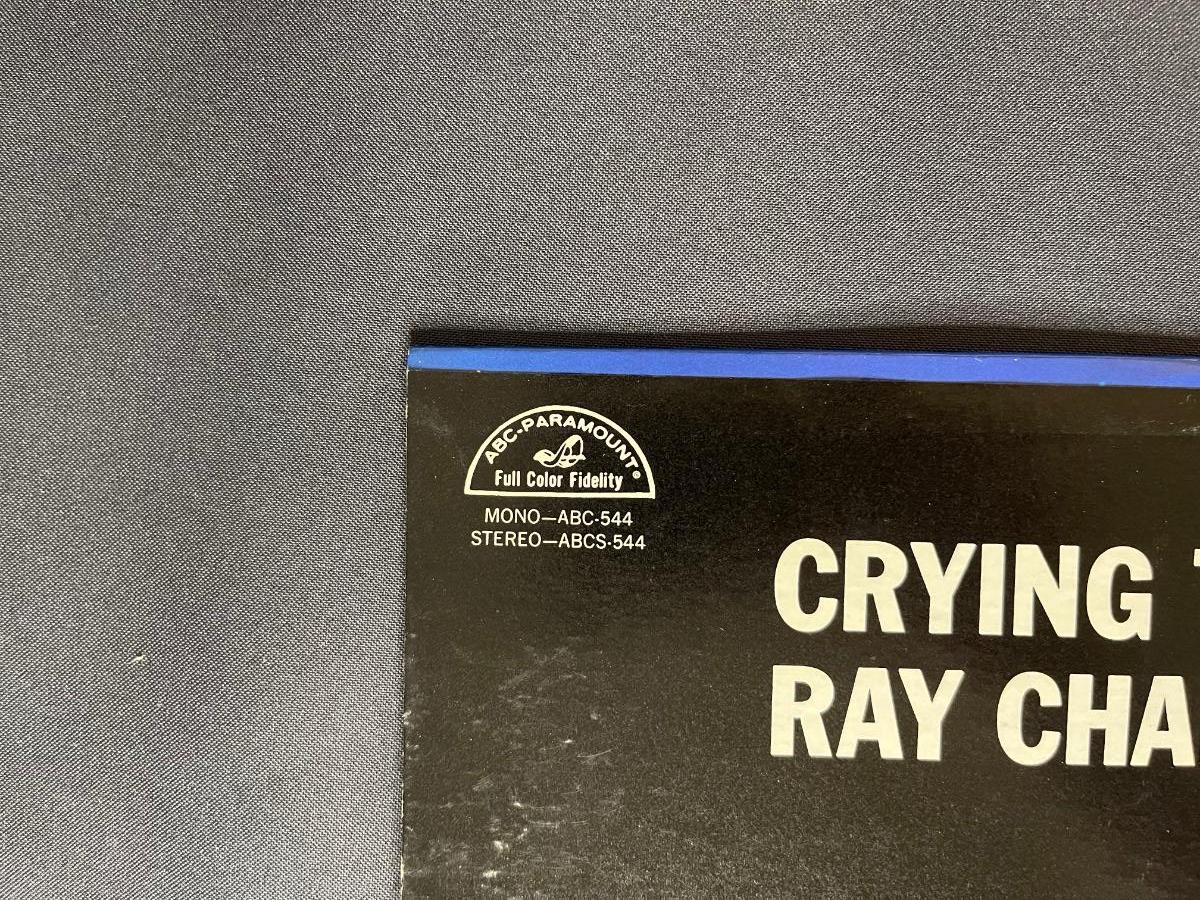 ABC-PARAMOUNT®
Full Color Fidelity
MONO—ABC-544
STEREO—ABCS-544
CRYING T
RAY CHA